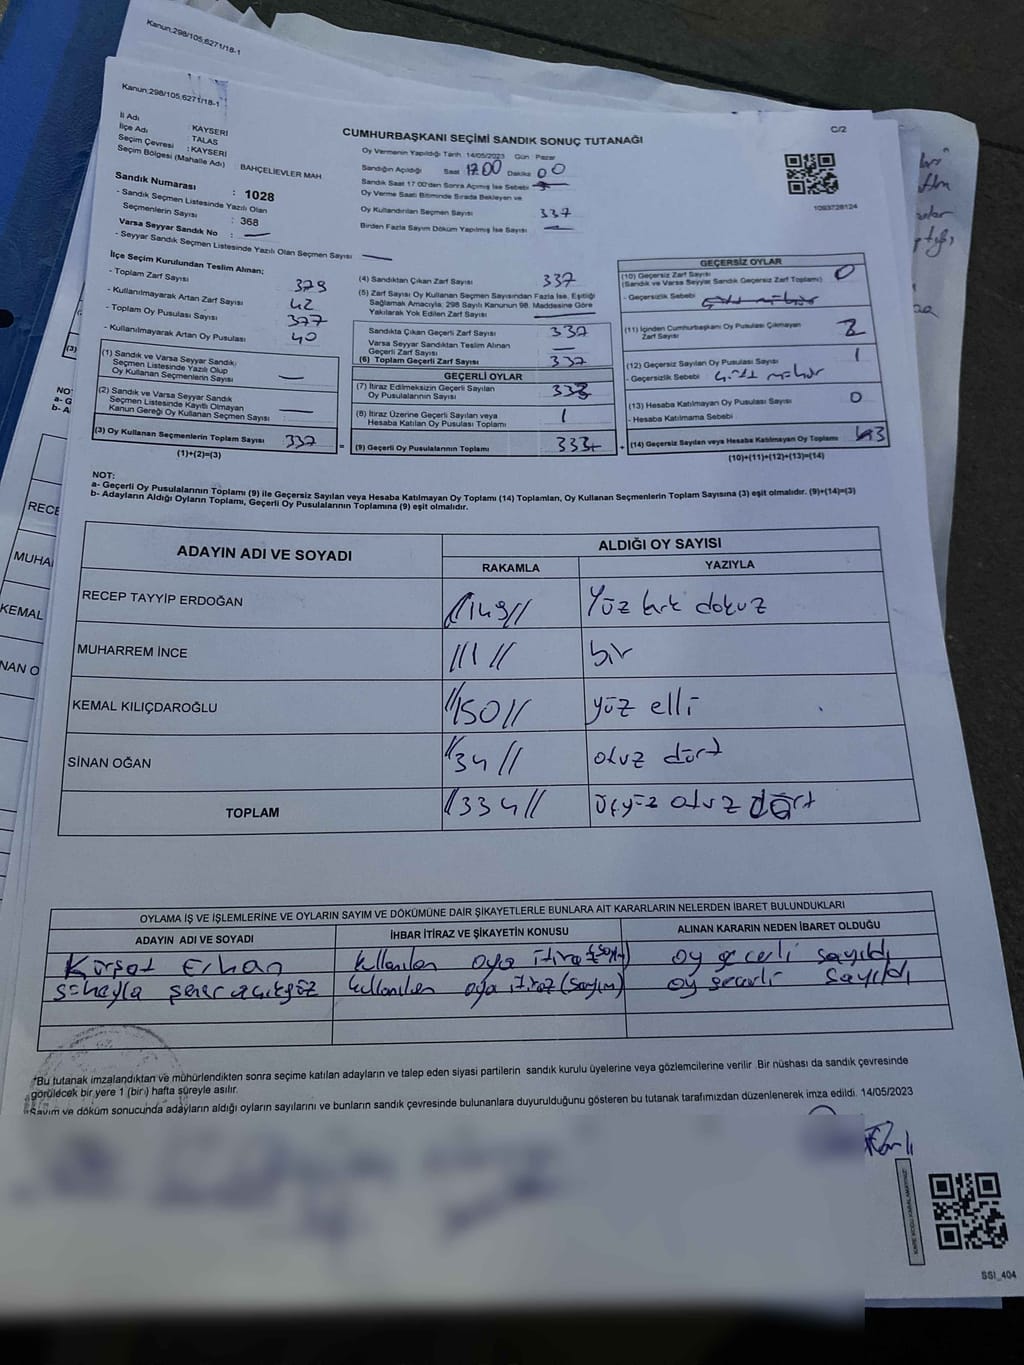 Kanun;298/105,6271/18-1
Kanun;298/105,6271/18-1
C/2
CUMHURBAŞKANI SEÇİMİ SANDIK SONUÇ TUTANAĞI
İl Adı : KAYSERİ
İlçe Adı : TALAS
Seçim Çevresi : KAYSERİ
Seçim Bölgesi (Mahalle Adı) BAHÇELİEVLER MAH
Sandık Numarası : 1028
- Sandık Seçmen Listesinde Yazılı Olan
Seçmenlerin Sayısı : 368
Varsa Seyyar Sandık No : —
- Seyyar Sandık Seçmen Listesinde Yazılı Olan Seçmen Sayısı —
Oy Vermenin Yapıldığı Tarih 14/05/2023 Gün : Pazar
Sandığın Açıldığı Saat 17.00 Dakika 00
Sandık Saat 17:00'den Sonra Açımış İse Sebebi
Oy Verme Saati Bitiminde Sırada Bekleyen ve
Oy Kullandırılan Seçmen Sayısı 337
Birden Fazla Sayım Döküm Yapılmış İse Sayısı —
1093728124
İlçe Seçim Kurulundan Teslim Alınan;
- Toplam Zarf Sayısı 379
- Kullanılmayarak Artan Zarf Sayısı 42
- Toplam Oy Pusulası Sayısı 377
- Kullanılmayarak Artan Oy Pusulası 40
(1) Sandık ve Varsa Seyyar Sandık
Seçmen Listesinde Yazılı Olup
Oy Kullanan Seçmenlerin Sayısı —
(2) Sandık ve Varsa Seyyar Sandık
Seçmen Listesinde Kayıtlı Olmayan
Kanun Gereği Oy Kullanan Seçmen Sayısı —
(3) Oy Kullanan Seçmenlerin Toplam Sayısı 337 =
(1)+(2)=(3)
(4) Sandıktan Çıkan Zarf Sayısı 337
(5) Zarf Sayısı Oy Kullanan Seçmen Sayısından Fazla İse, Eşitliği
Sağlamak Amacıyla, 298 Sayılı Kanunun 98. Maddesine Göre
Yakılarak Yok Edilen Zarf Sayısı
Sandıkta Çıkan Geçerli Zarf Sayısı 337
Varsa Seyyar Sandıktan Teslim Alınan
Geçerli Zarf Sayısı —
(6) Toplam Geçerli Zarf Sayısı 337
GEÇERLİ OYLAR
(7) İtiraz Edilmeksizin Geçerli Sayılan
Oy Pusulalarının Sayısı 333
(8) İtiraz Üzerine Geçerli Sayılan veya
Hesaba Katılan Oy Pusulası Toplamı 1
(9) Geçerli Oy Pusulalarının Toplamı 334 +
GEÇERSİZ OYLAR
(10) Geçersiz Zarf Sayısı 0
(Sandık ve Varsa Seyyar Sandık Geçersiz Zarf Toplamı)
- Geçersizlik Sebebi
(11) İçinden Cumhurbaşkanı Oy Pusulası Çıkmayan
Zarf Sayısı 2
(12) Geçersiz Sayılan Oy Pusulası Sayısı 1
- Geçersizlik Sebebi mühür
(13) Hesaba Katılmayan Oy Pusulası Sayısı 0
- Hesaba Katılmama Sebebi
(14) Geçersiz Sayılan veya Hesaba Katılmayan Oy Toplamı 3
(10)+(11)+(12)+(13)=(14)
NOT:
a- Geçerli Oy Pusulalarının Toplamı (9) ile Geçersiz Sayılan veya Hesaba Katılmayan Oy Toplamı (14) Toplamları, Oy Kullanan Seçmenlerin Toplam Sayısına (3) eşit olmalıdır. (9)+(14)=(3)
b- Adayların Aldığı Oyların Toplamı, Geçerli Oy Pusulalarının Toplamına (9) eşit olmalıdır.
ADAYIN ADI VE SOYADI ALDIĞI OY SAYISI
RAKAMLA YAZIYLA
RECEP TAYYİP ERDOĞAN //149// Yüz kırk dokuz
MUHARREM İNCE //1// bir
KEMAL KILIÇDAROĞLU //150// yüz elli
SİNAN OĞAN //34// otuz dört
TOPLAM //334// üçyüz otuz dört
OYLAMA İŞ VE İŞLEMLERİNE VE OYLARIN SAYIM VE DÖKÜMÜNE DAİR ŞİKAYETLERLE BUNLARA AİT KARARLARIN NELERDEN İBARET BULUNDUKLARI
ADAYIN ADI VE SOYADI İHBAR İTİRAZ VE ŞİKAYETİN KONUSU ALINAN KARARIN NEDEN İBARET OLDUĞU
Kürşat Erhan kullanılan oya itiraz (sayım) oy geçerli sayıldı
Süheyla Şener açıkgöz kullanılan oya itiraz (sayım) oy geçerli sayıldı
*Bu tutanak imzalandıktan ve mühürlendikten sonra seçime katılan adayların ve talep eden siyasi partilerin sandık kurulu üyelerine veya gözlemcilerine verilir. Bir nüshası da sandık çevresinde
görülecek bir yere 1 (bir) hafta süreyle asılır.
Sayım ve döküm sonucunda adayların aldığı oyların sayılarını ve bunların sandık çevresinde bulunanlara duyurulduğunu gösteren bu tutanak tarafımızdan düzenlenerek imza edildi. 14/05/2023
SSI_404